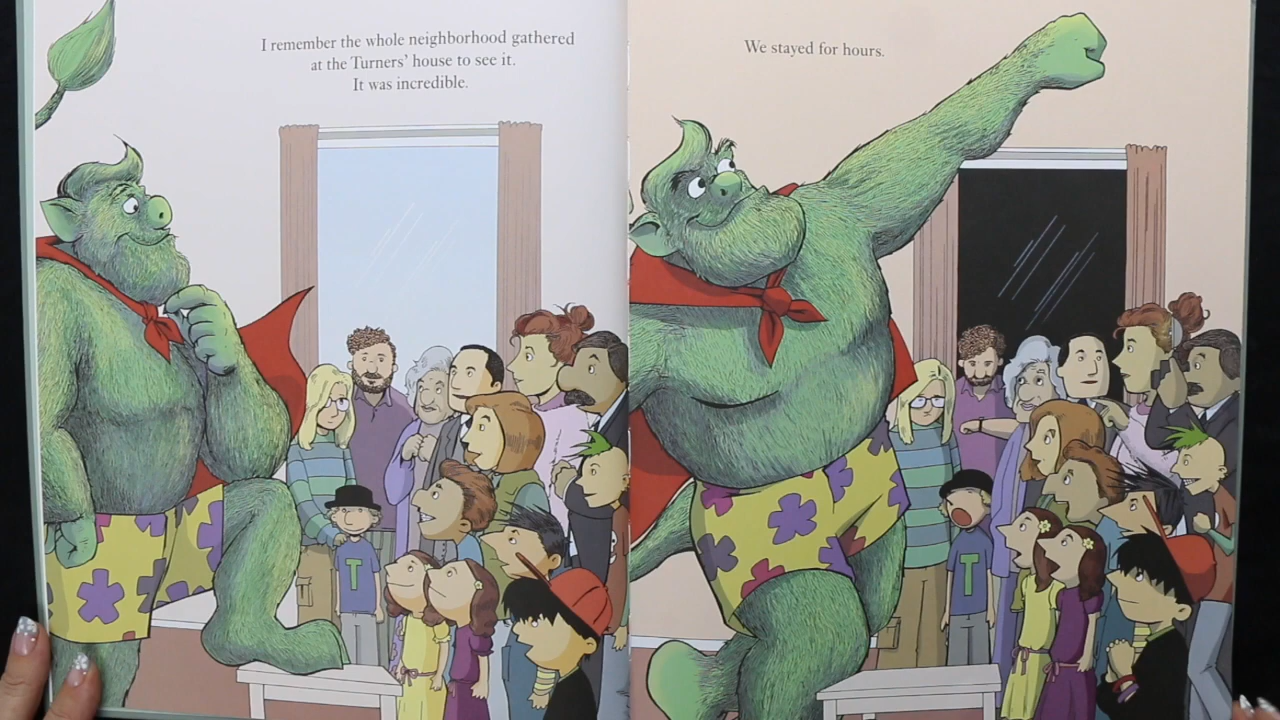 I remember the whole neighborhood gathered
at the Turners' house to see it.
It was incredible.
T
We stayed for hours.
T